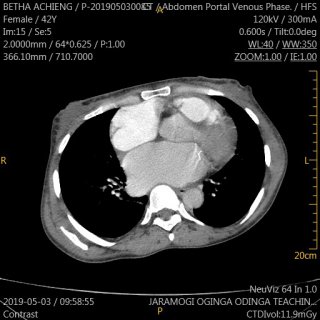 BETHA ACHIENG / P-20190503008
CT / Abdomen Portal Venous Phase. / HFS
Female / 42Y
120kV / 300mA
Im:15 / Se:5
0.600s / Tilt:0.0deg
2.0000mm / 64*0.625 / P:1.00
WL:40 / WW:350
366.10mm / 710.7000
ZOOM:1.00 / IE:1.00
A
R
L
20cm
NeuViz 64 In 1.0
2019-05-03 / 09:58:55
JARAMOGI OGINGA ODINGA TEACHIN...
P
Contrast
CTDIvol:11.9mGy